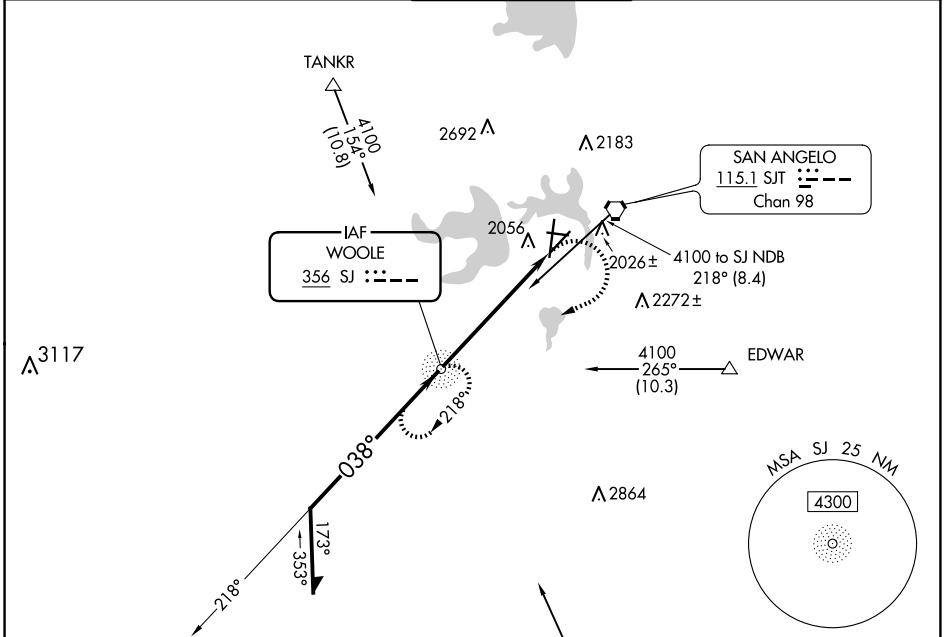 TANKR
4100
154°
(10.8)
2692
2183
SAN ANGELO
115.1 SJT
Chan 98
IAF
WOOLE
356 SJ
2056
2026±
4100 to SJ NDB
218° (8.4)
2272±
3117
4100
265°
(10.3)
EDWAR
218°
038°
2864
MSA SJ 25 NM
4300
173°
353°
218°